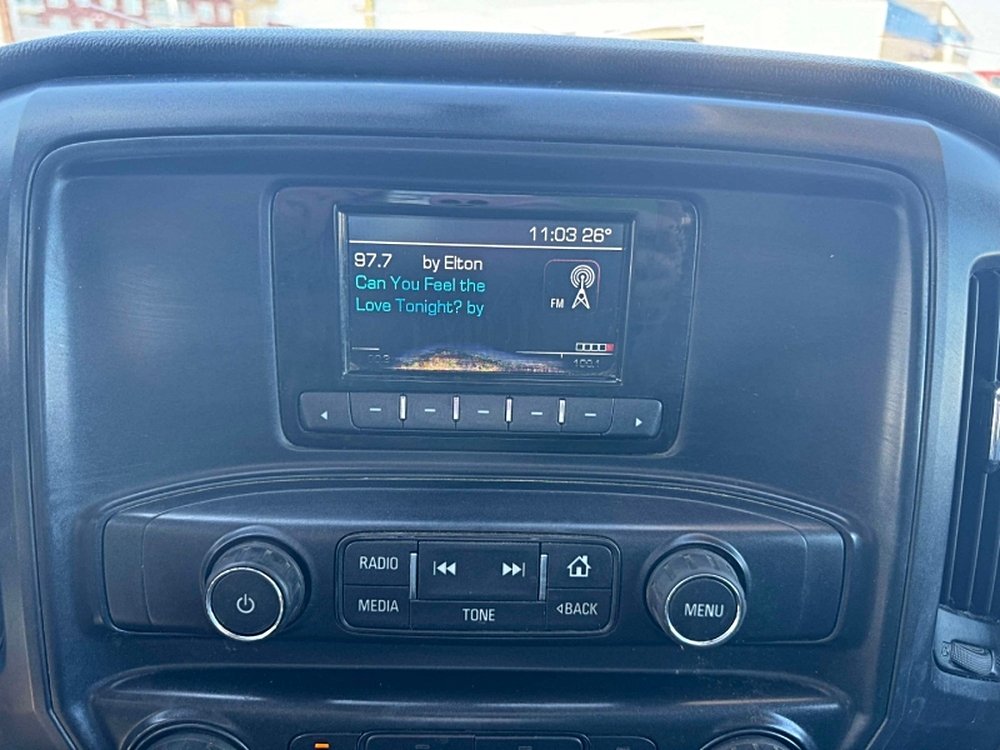 11:03 26°
97.7 by Elton
Can You Feel the
Love Tonight? by
FM
RADIO
MEDIA
TONE
BACK
MENU